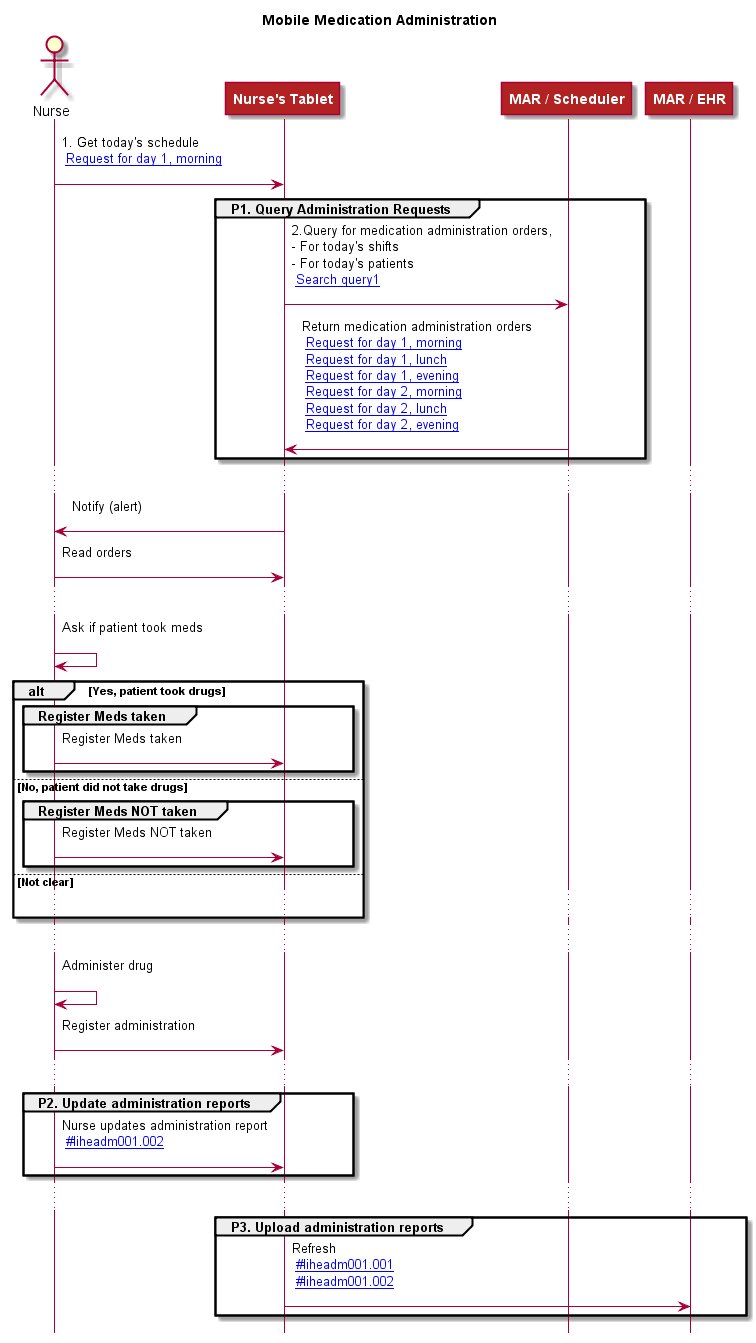 Mobile Medication Administration
Nurse
Nurse's Tablet
MAR / Scheduler
MAR / EHR
1. Get today's schedule
Request for day 1, morning
P1. Query Administration Requests
2.Query for medication administration orders,
- For today's shifts
- For today's patients
Search query1
Return medication administration orders
Request for day 1, morning
Request for day 1, lunch
Request for day 1, evening
Request for day 2, morning
Request for day 2, lunch
Request for day 2, evening
Notify (alert)
Read orders
Ask if patient took meds
alt [Yes, patient took drugs]
Register Meds taken
Register Meds taken
[No, patient did not take drugs]
Register Meds NOT taken
Register Meds NOT taken
[Not clear]
Administer drug
Register administration
P2. Update administration reports
Nurse updates administration report
#iheadm001.002
P3. Upload administration reports
Refresh
#iheadm001.001
#iheadm001.002